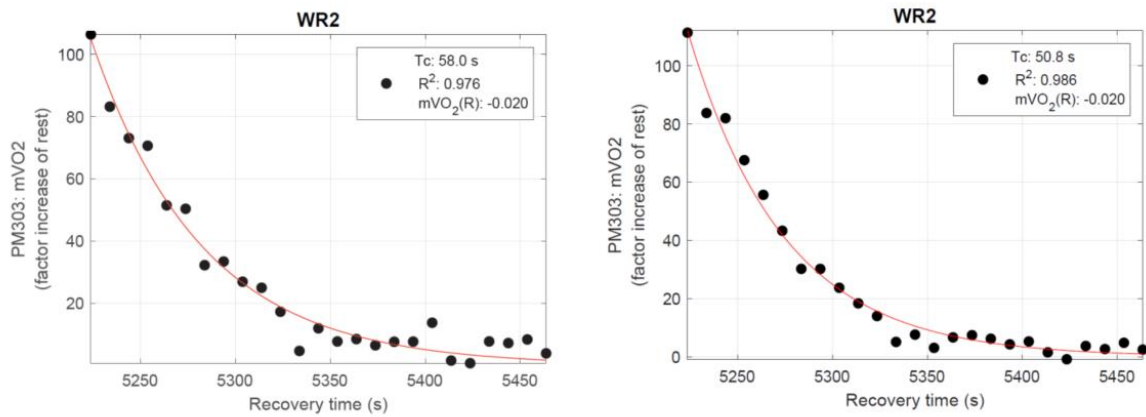 WR2
Tc: 58.0 s
R²: 0.976
mVO₂(R): -0.020
PM303: mVO2
(factor increase of rest)
100
80
60
40
20
5250
5300
5350
5400
5450
Recovery time (s)
WR2
Tc: 50.8 s
R²: 0.986
mVO₂(R): -0.020
PM303: mVO2
(factor increase of rest)
100
80
60
40
20
0
5250
5300
5350
5400
5450
Recovery time (s)